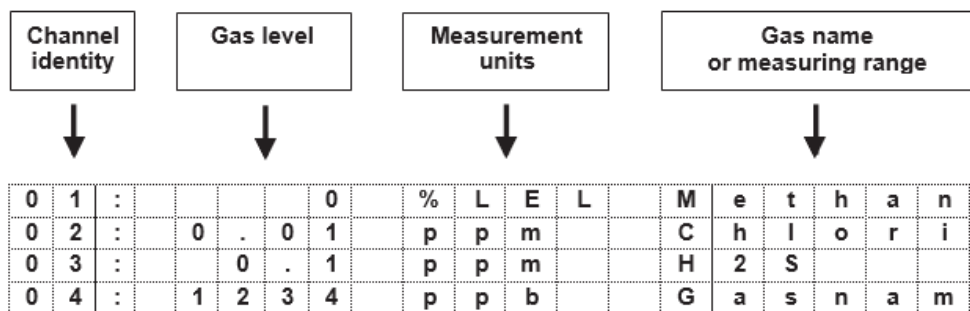 Channel identity
Gas level
Measurement units
Gas name or measuring range
01: 0 %LEL Methan
02: 0.01 ppm Chlori
03: 0.1 ppm H2S
04: 1234 ppb Gasnam